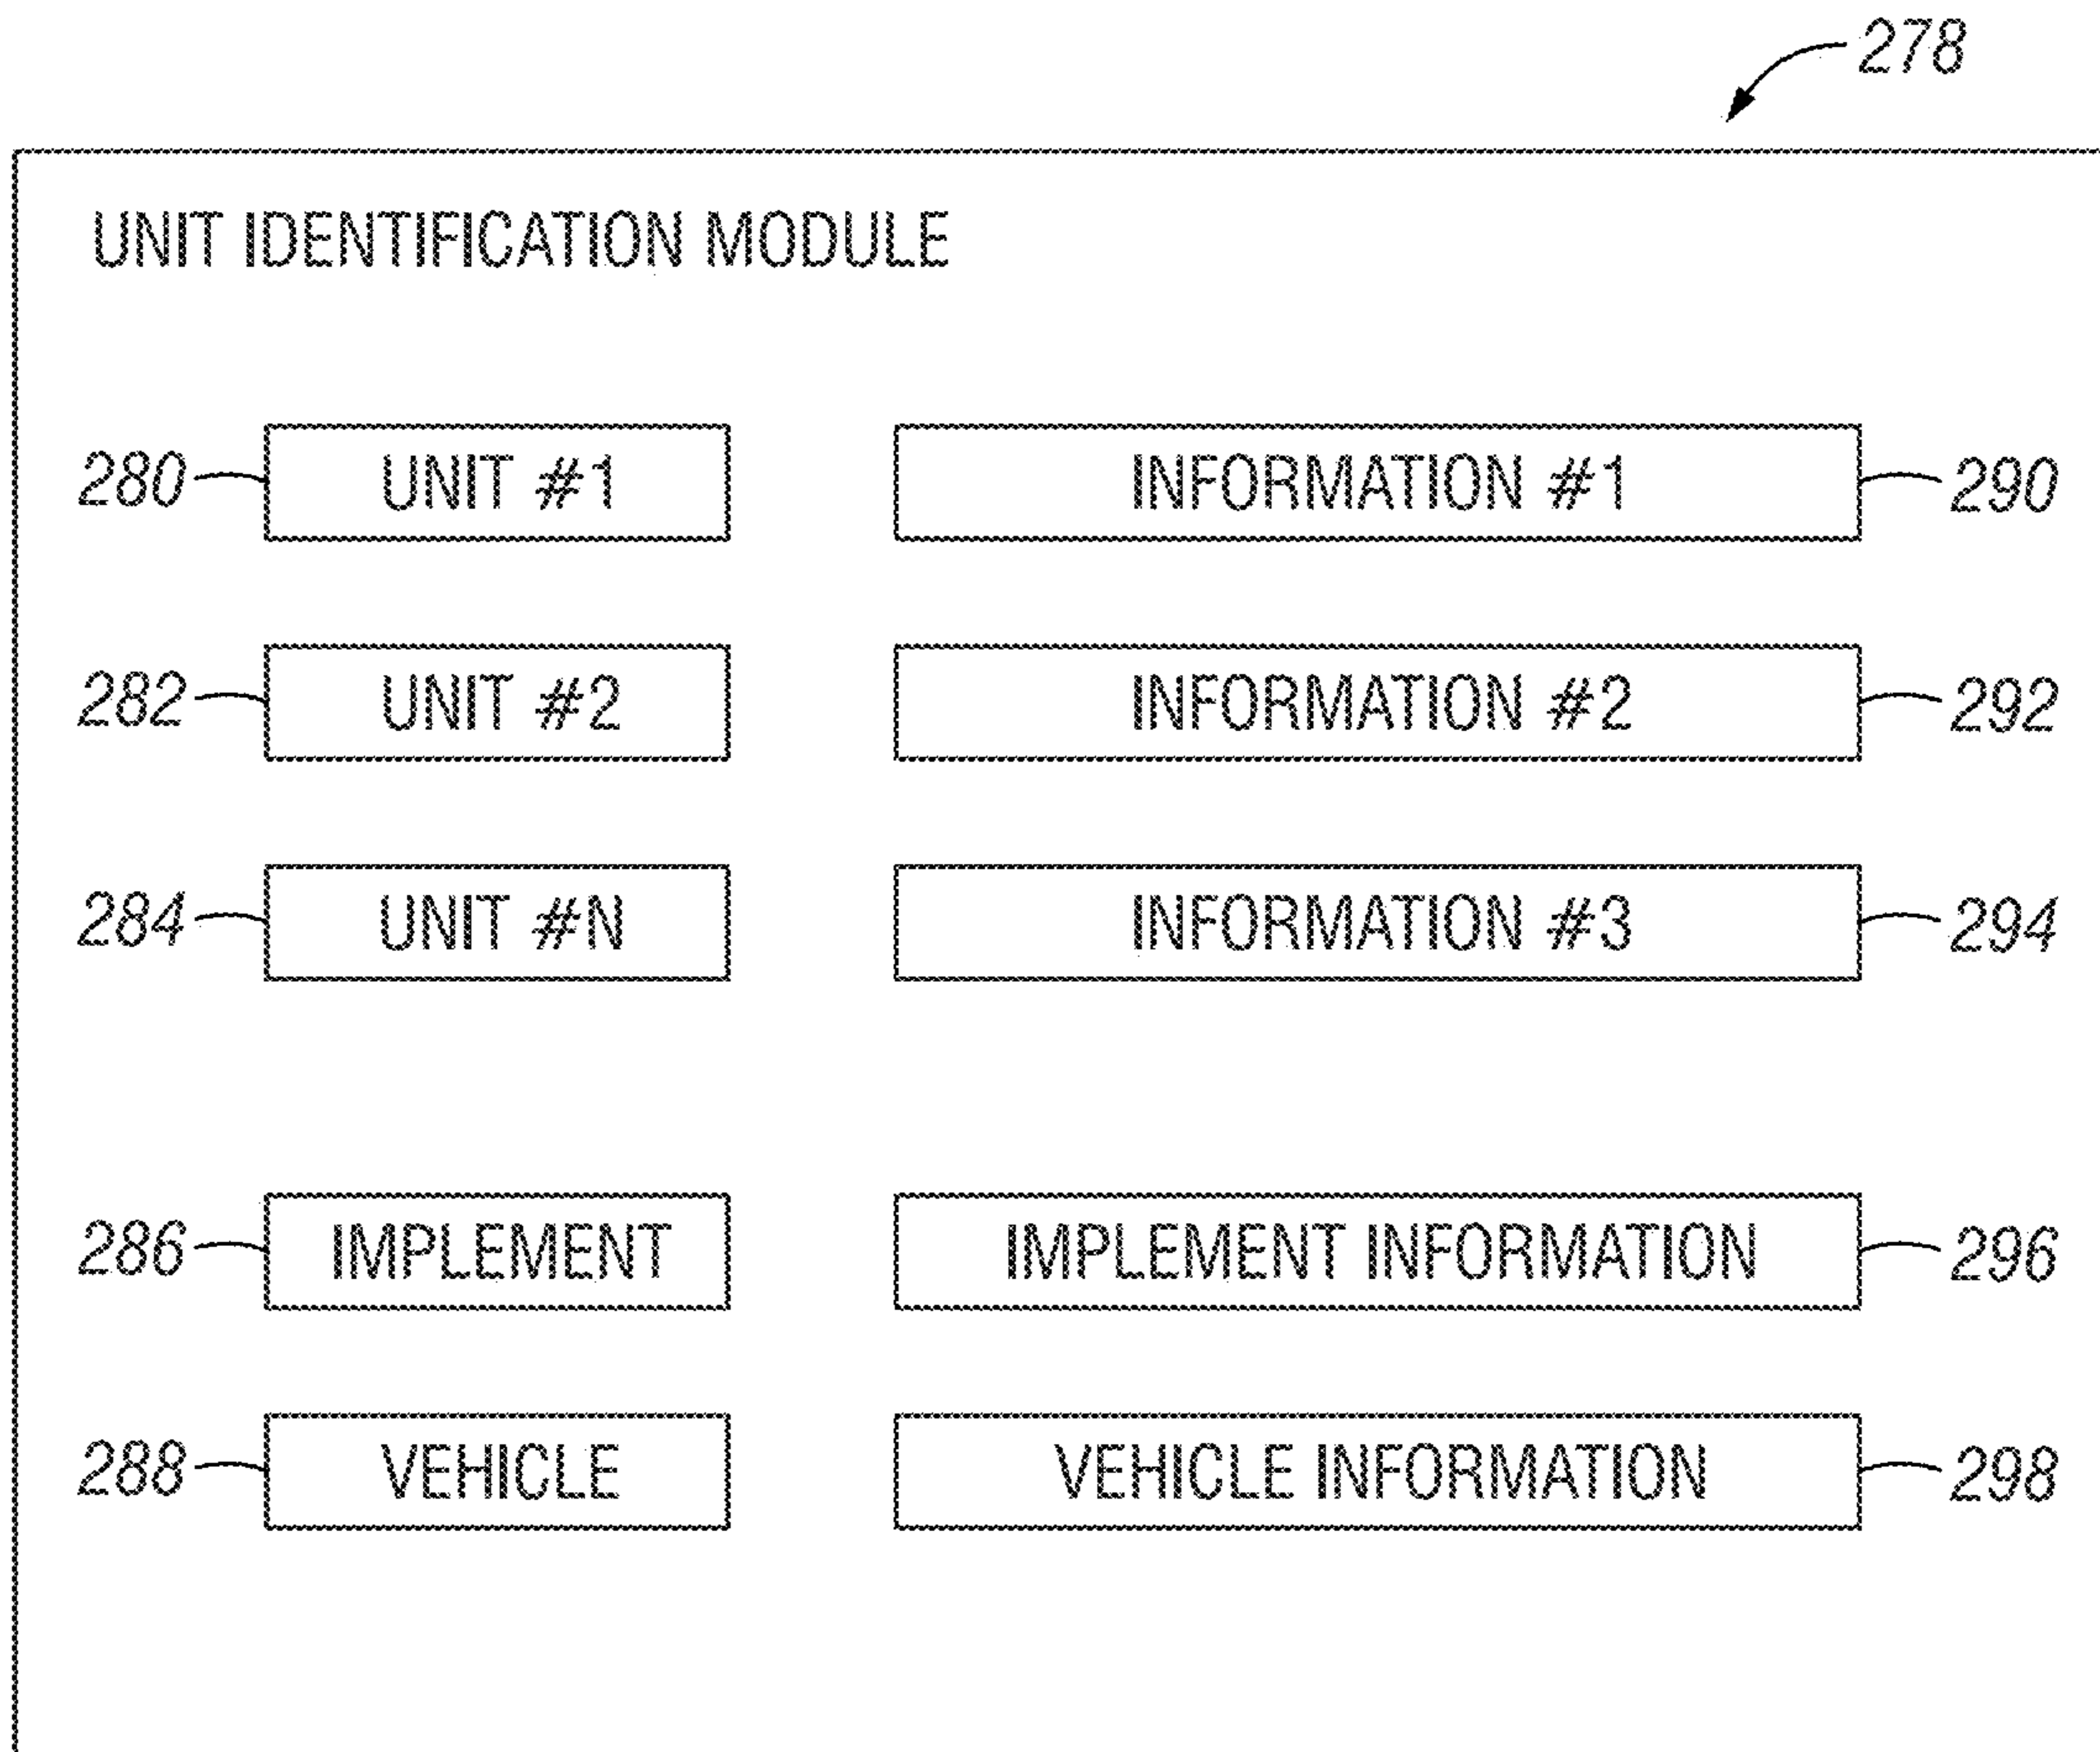 278
UNIT IDENTIFICATION MODULE
280 UNIT #1 INFORMATION #1 290
282 UNIT #2 INFORMATION #2 292
284 UNIT #N INFORMATION #3 294
286 IMPLEMENT IMPLEMENT INFORMATION 296
288 VEHICLE VEHICLE INFORMATION 298